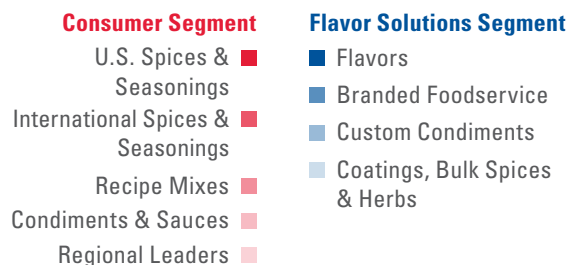 Consumer Segment
U.S. Spices &
Seasonings
International Spices &
Seasonings
Recipe Mixes
Condiments & Sauces
Regional Leaders
Flavor Solutions Segment
Flavors
Branded Foodservice
Custom Condiments
Coatings, Bulk Spices
& Herbs